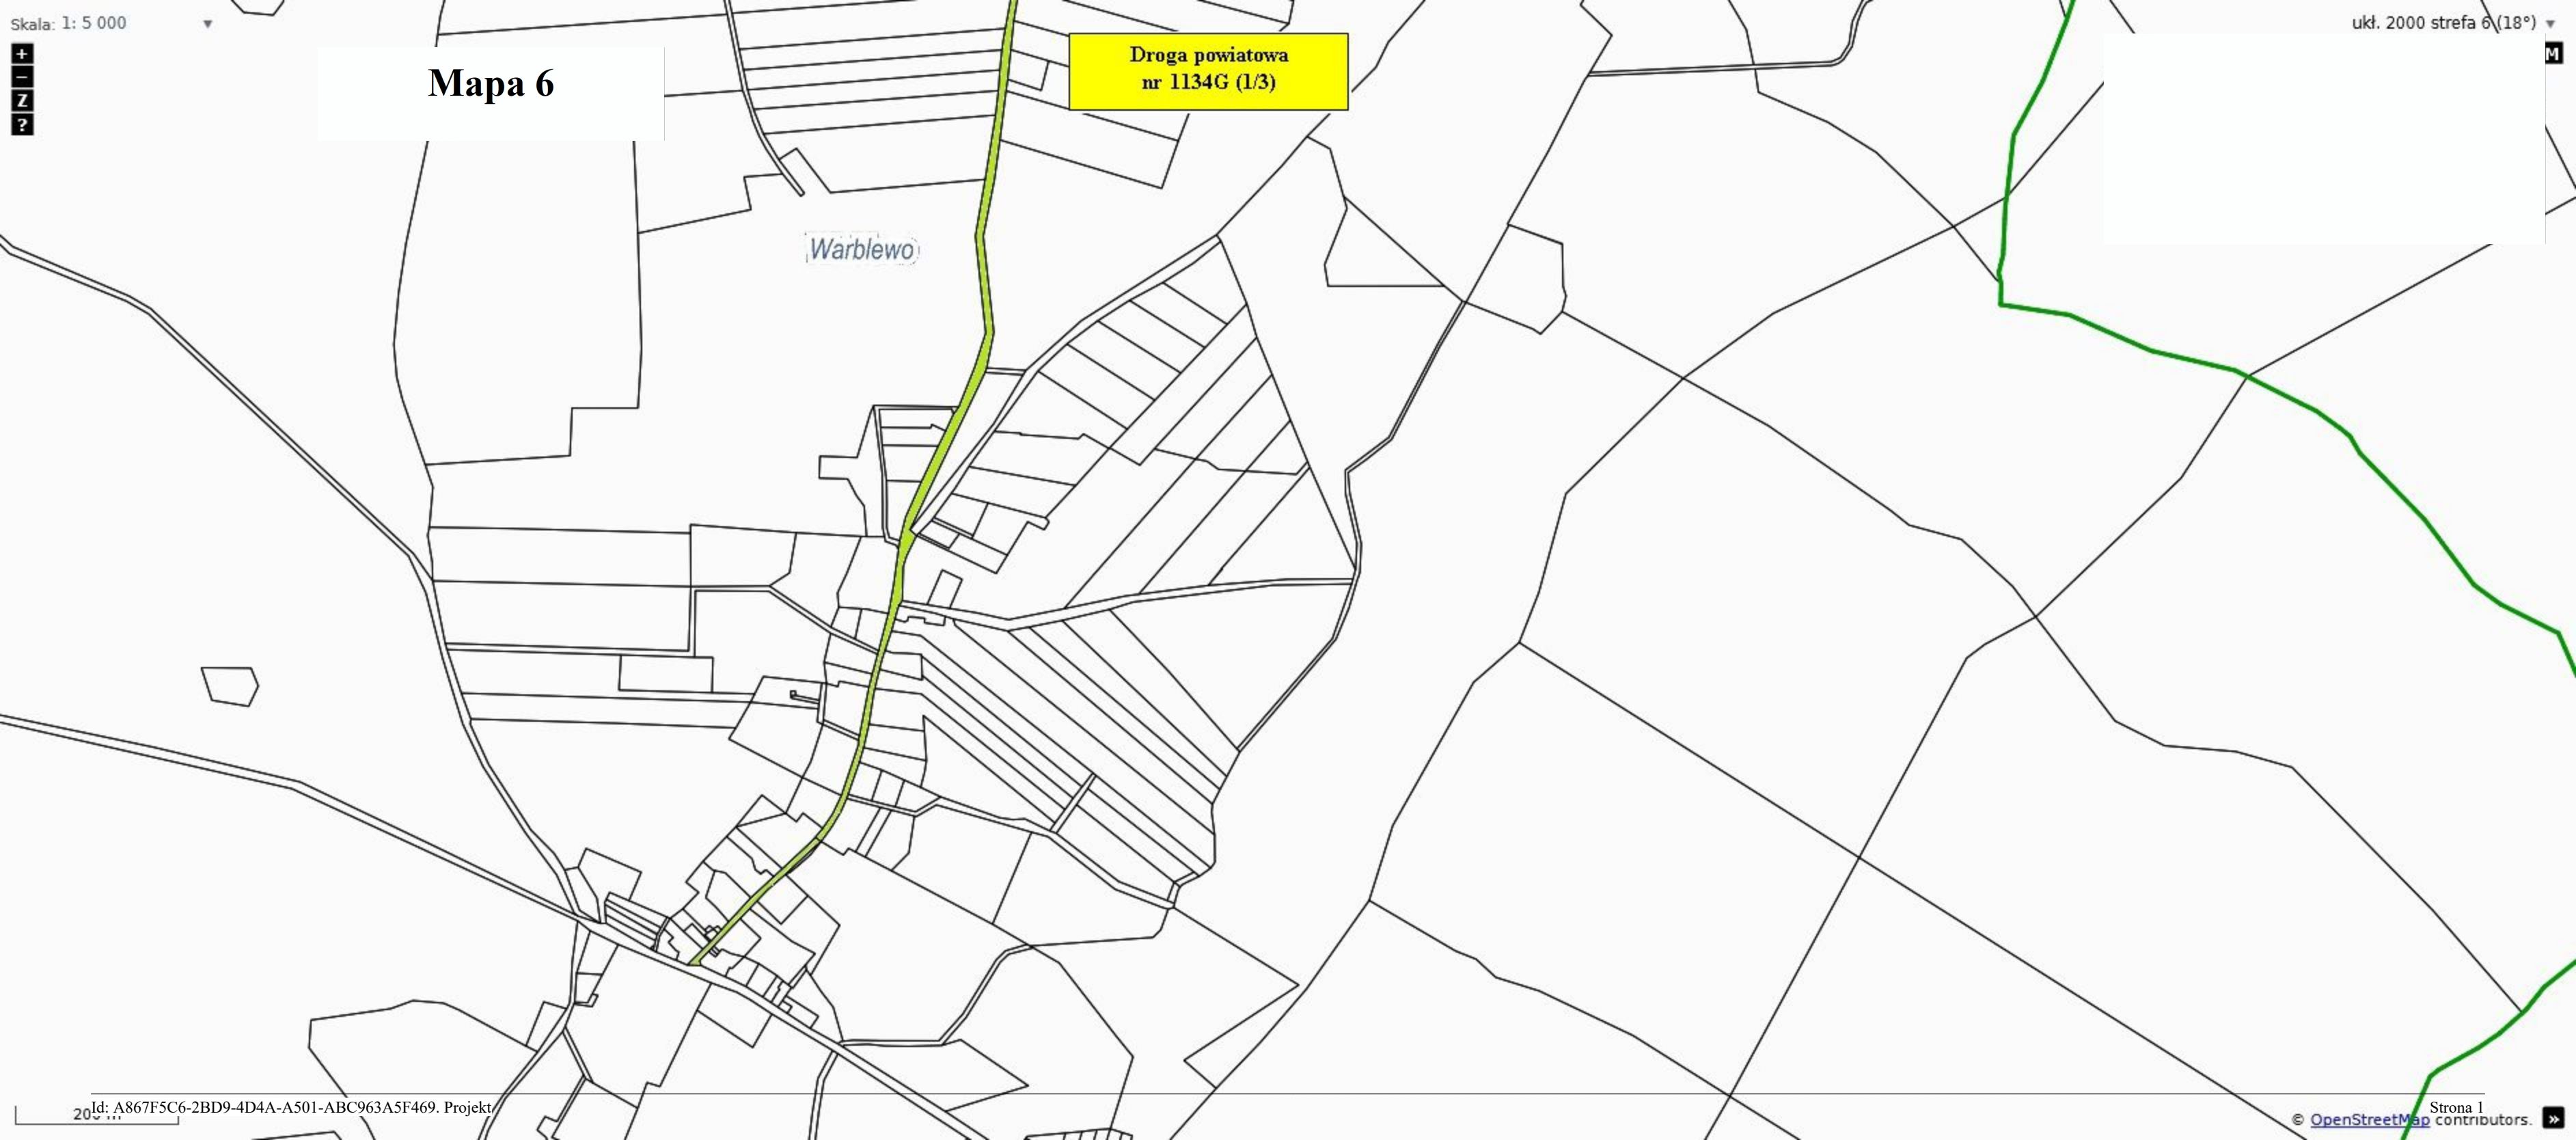 Skala: 1: 5 000
ukł. 2000 strefa 6 (18°)
+
–
Z
?
M
Mapa 6
Droga powiatowa
nr 1134G (1/3)
Warblewo
Id: A867F5C6-2BD9-4D4A-A501-ABC963A5F469. Projekt
Strona 1
© OpenStreetMap contributors.
»